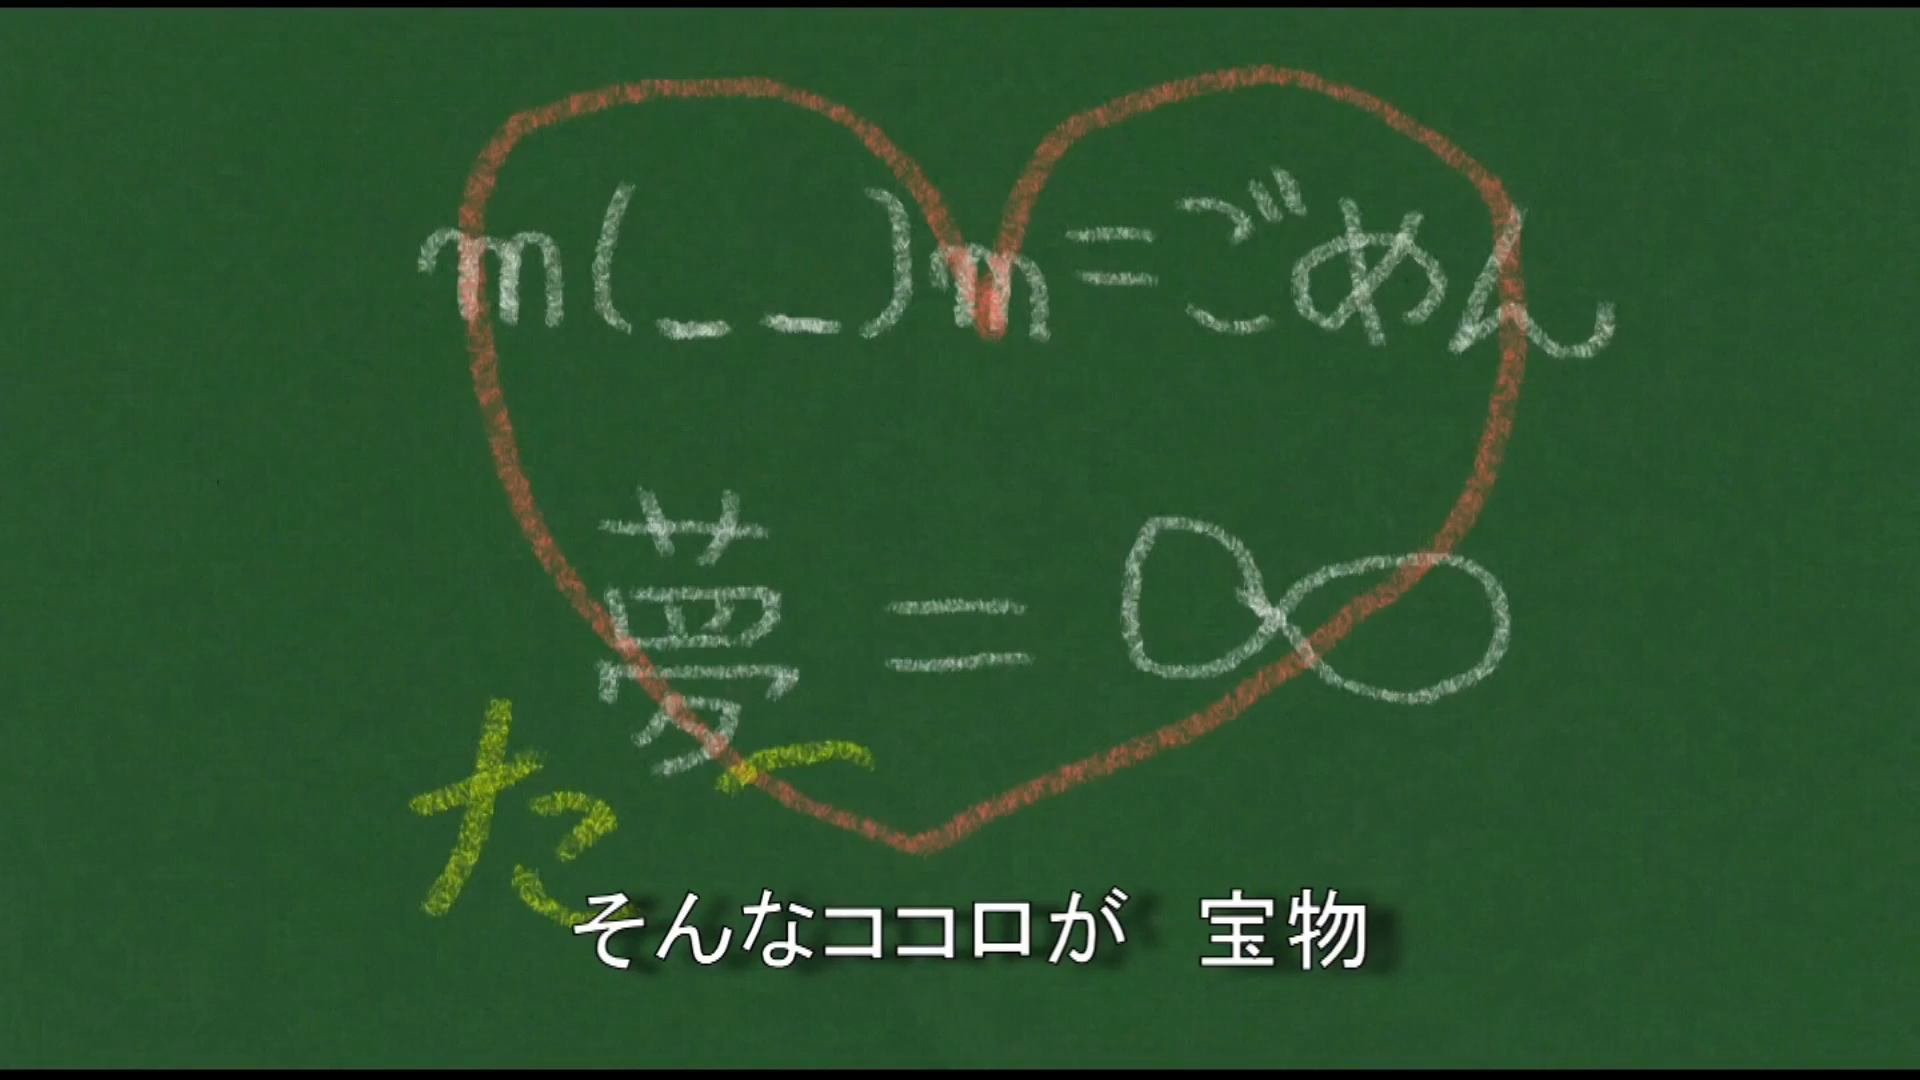 m(_ _)m=ごめん
夢=∞
た
そんなココロが　宝物